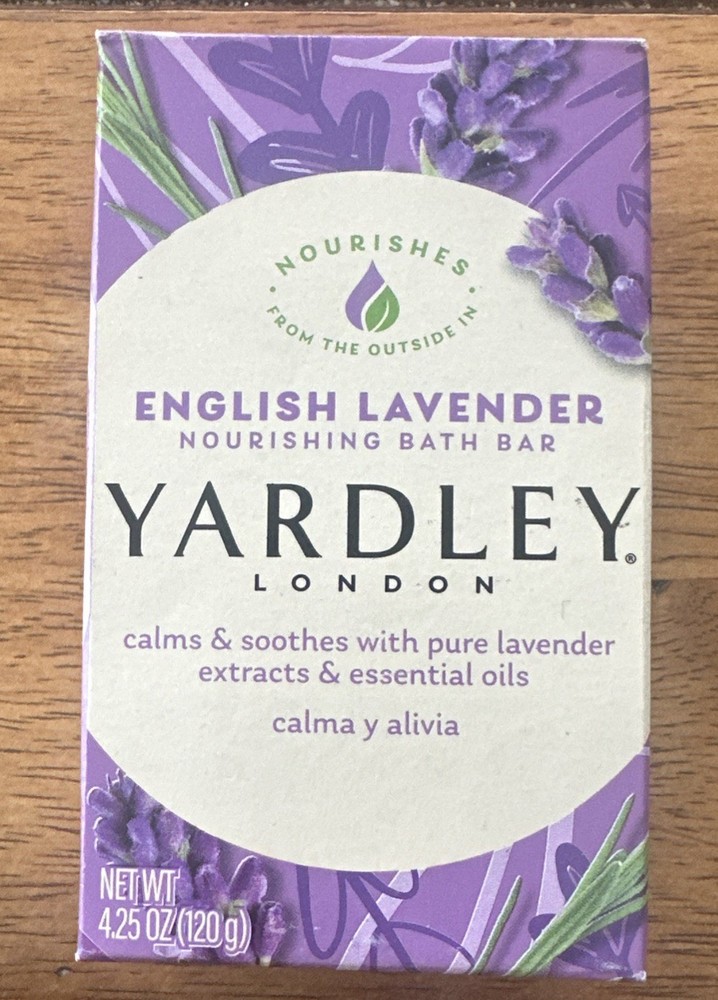 NOURISHES
FROM THE OUTSIDE IN
ENGLISH LAVENDER
NOURISHING BATH BAR
YARDLEY®
LONDON
calms & soothes with pure lavender
extracts & essential oils
calma y alivia
NET WT
4.25 OZ (120 g)